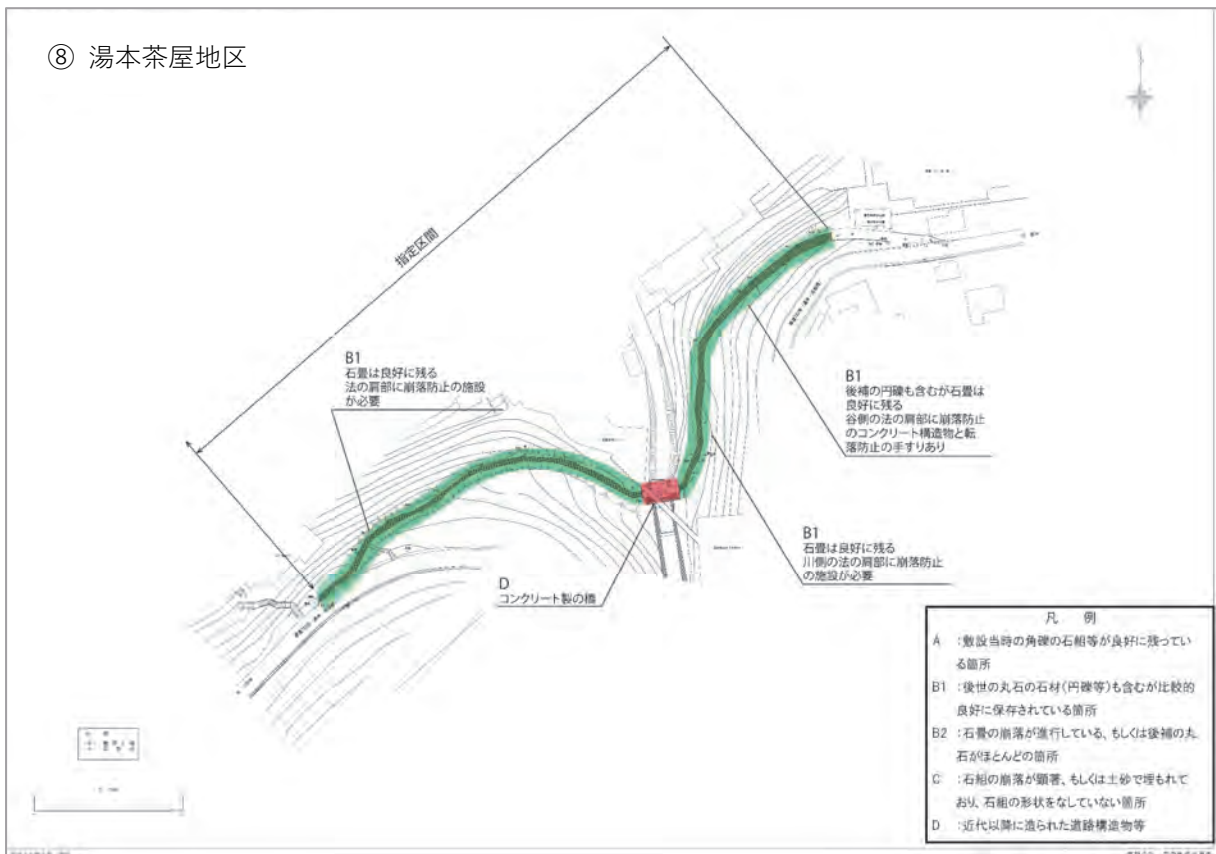 ⑧ 湯本茶屋地区
指定区間
B1
石畳は良好に残る
法の肩部に崩落防止の施設
が必要
B1
後補の円礫も含むが石畳は
良好に残る
谷側の法の肩部に崩落防止
のコンクリート構造物と転
落防止の手すりあり
B1
石畳は良好に残る
川側の法の肩部に崩落防止
の施設が必要
D
コンクリート製の橋
凡 例
A :敷設当時の角礫の石組等が良好に残ってい
る箇所
B1 :後世の丸石の石材(円礫等)も含むが比較的
良好に保存されている箇所
B2 :石畳の崩落が進行している、もしくは後補の丸
石がほとんどの箇所
C :石組の崩落が顕著、もしくは土砂で埋もれて
おり、石組の形状をなしていない箇所
D :近代以降に造られた道路構造物等